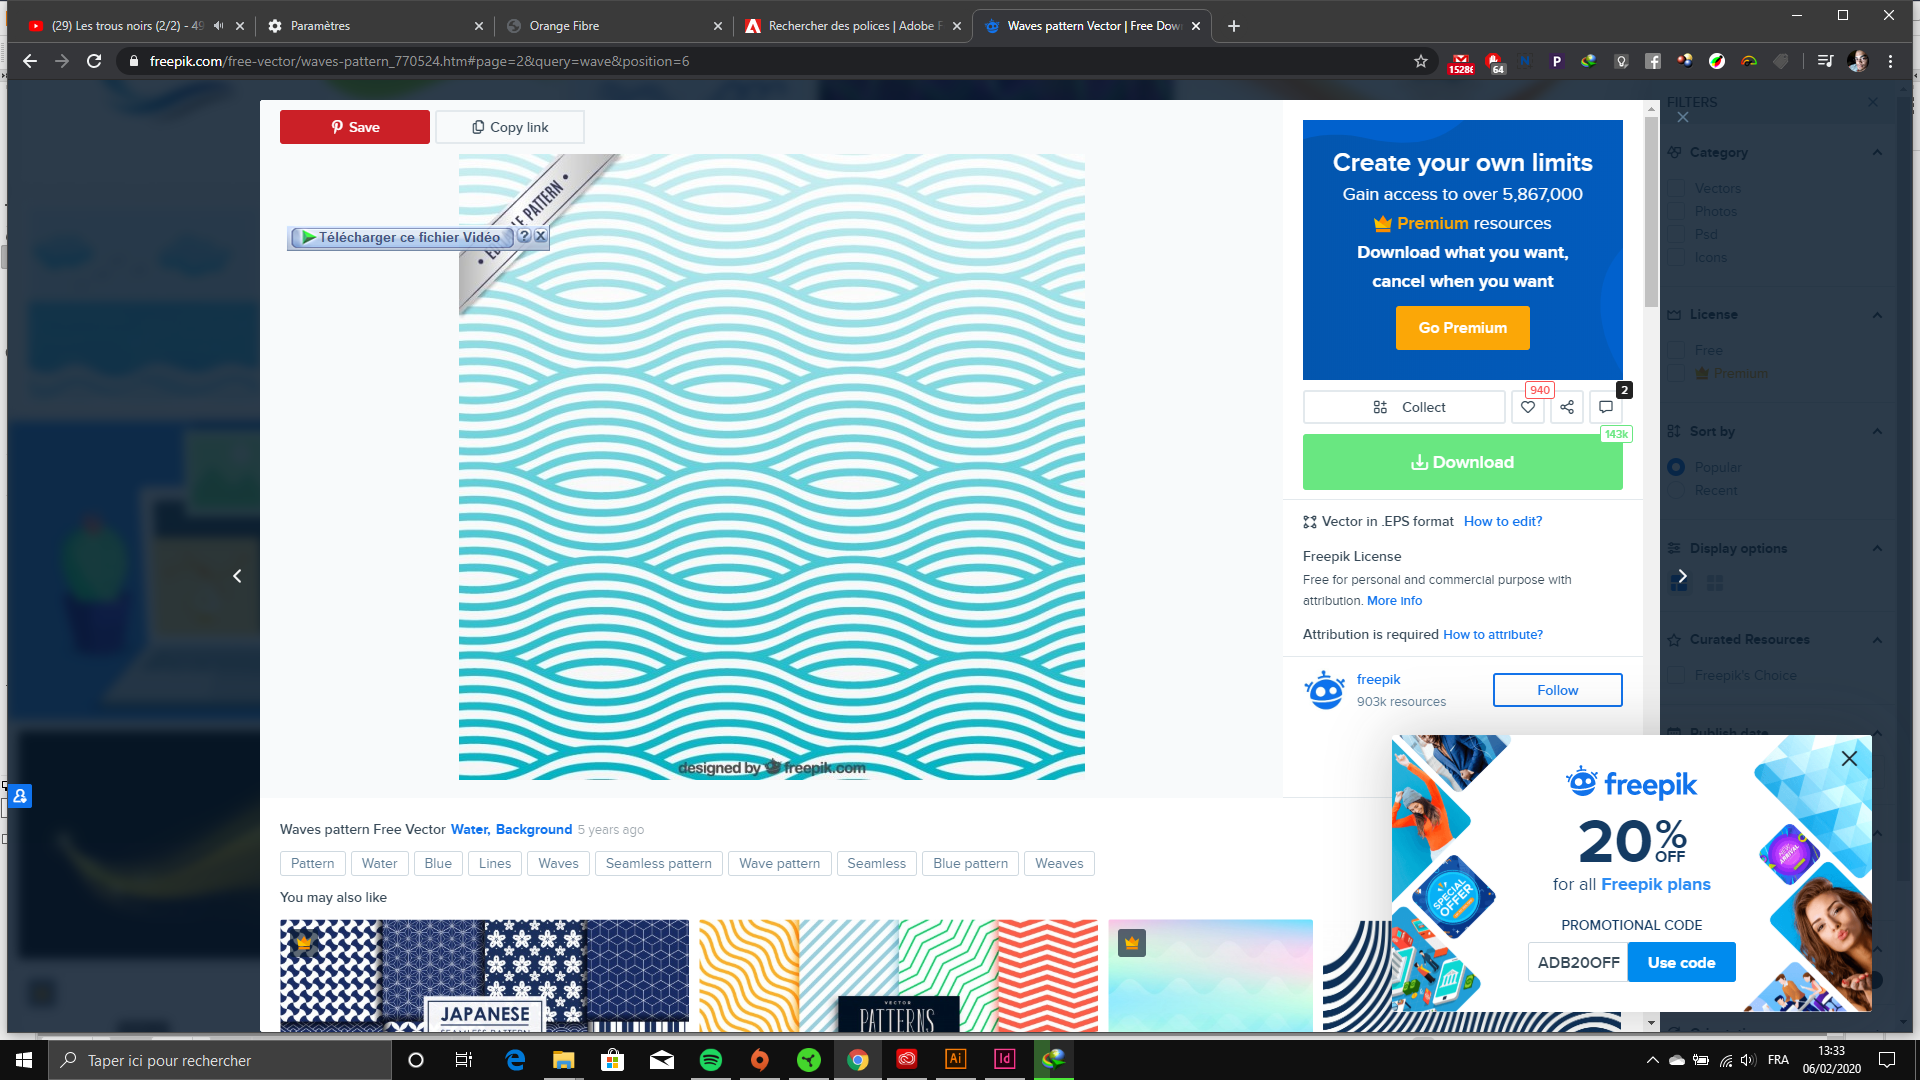 (29) Les trous noirs (2/2) - 49
Paramètres
Orange Fibre
Rechercher des polices | Adobe F
Waves pattern Vector | Free Dow
freepik.com/free-vector/waves-pattern_770524.htm#page=2&query=wave&position=6
15286
64
Save
Copy link
PATTERN
Télécharger ce fichier Vidéo
designed by freepik.com
Create your own limits
Gain access to over 5,867,000
Premium resources
Download what you want,
cancel when you want
Go Premium
Collect
940
2
143k
Download
Vector in .EPS format How to edit?
Freepik License
Free for personal and commercial purpose with
attribution. More info
Attribution is required How to attribute?
freepik
903k resources
Follow
FILTERS
Category
Vectors
Photos
Psd
Icons
License
Free
Premium
Sort by
Popular
Recent
Display options
Curated Resources
Freepik's Choice
Publish date
freepik
20% OFF
for all Freepik plans
PROMOTIONAL CODE
ADB20OFF
Use code
SPECIAL OFFER
NEW ARRIVAL
Waves pattern Free Vector Water, Background 5 years ago
Pattern
Water
Blue
Lines
Waves
Seamless pattern
Wave pattern
Seamless
Blue pattern
Weaves
You may also like
JAPANESE
SEAMLESS PATTERN
VECTOR
PATTERNS
Taper ici pour rechercher
Ai
Id
FRA
13:33
06/02/2020